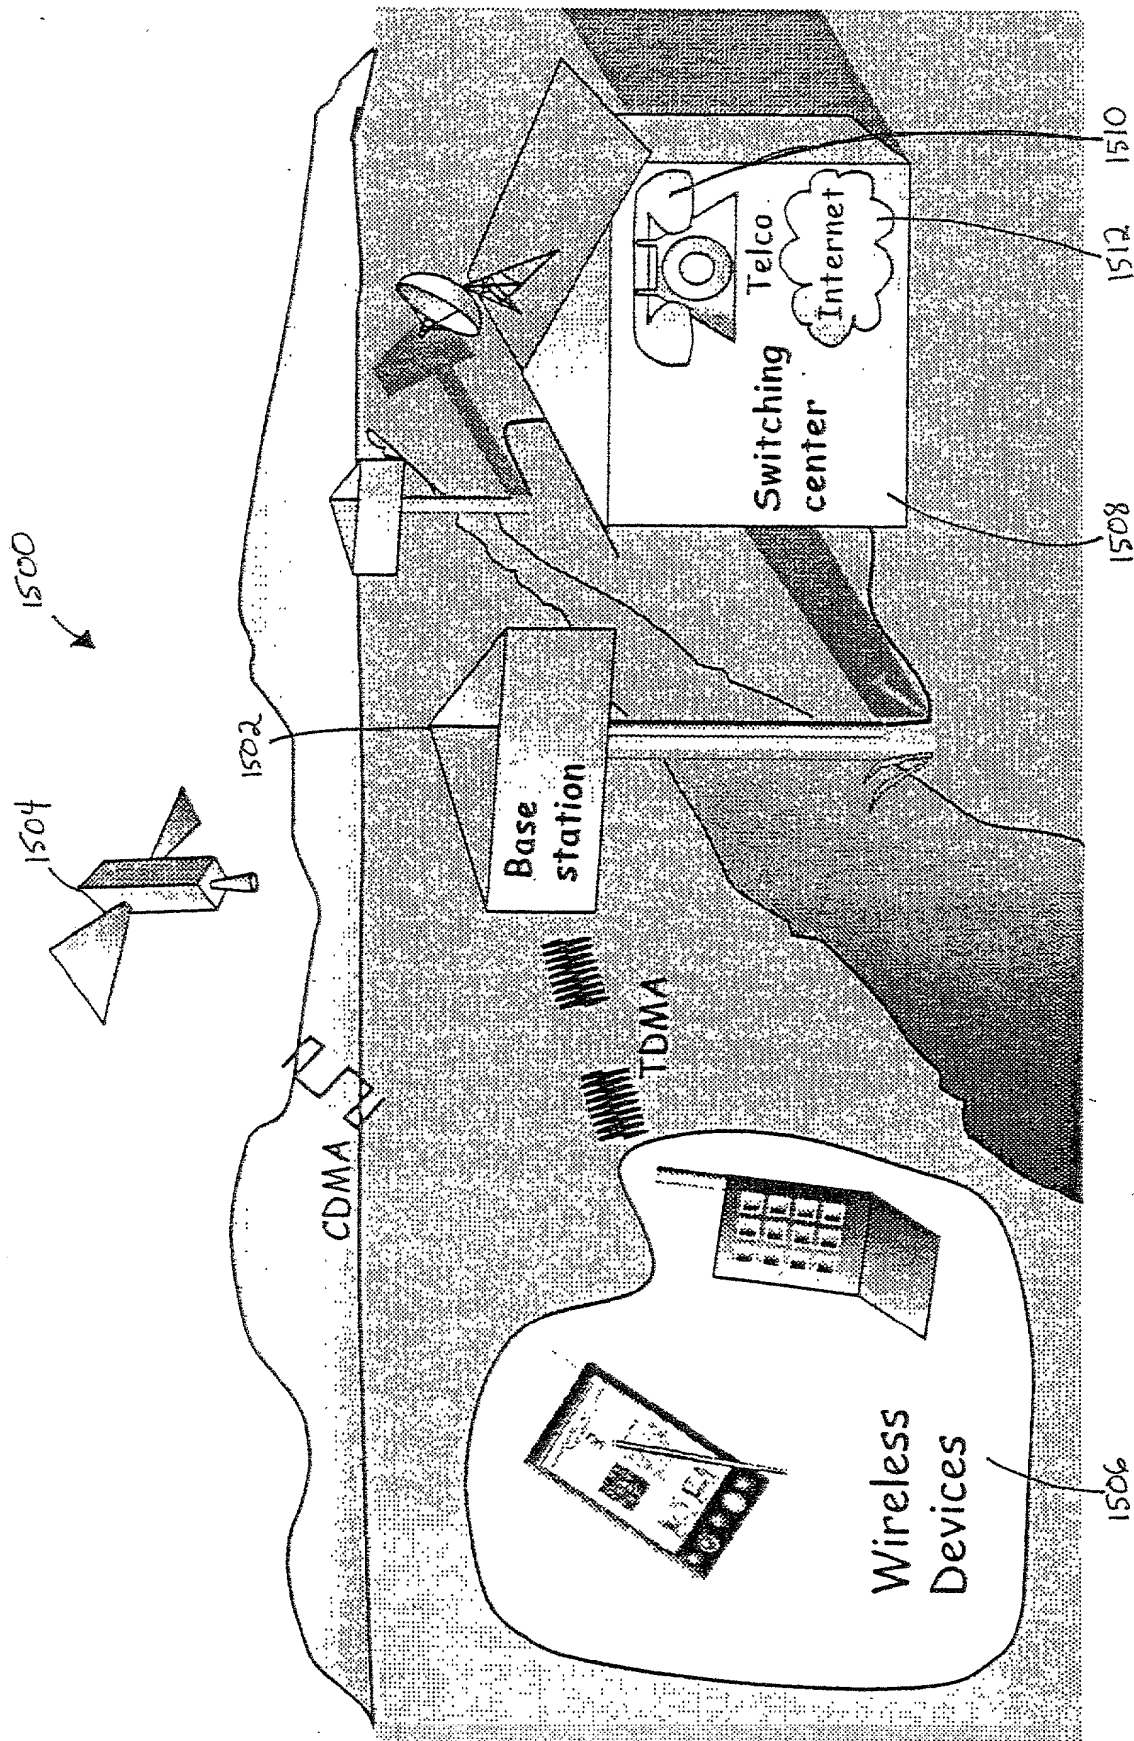 1500
1504
1502
CDMA
TDMA
Base
station
Wireless
Devices
1506
Switching
center
Telco
Internet
1508
1512
1510